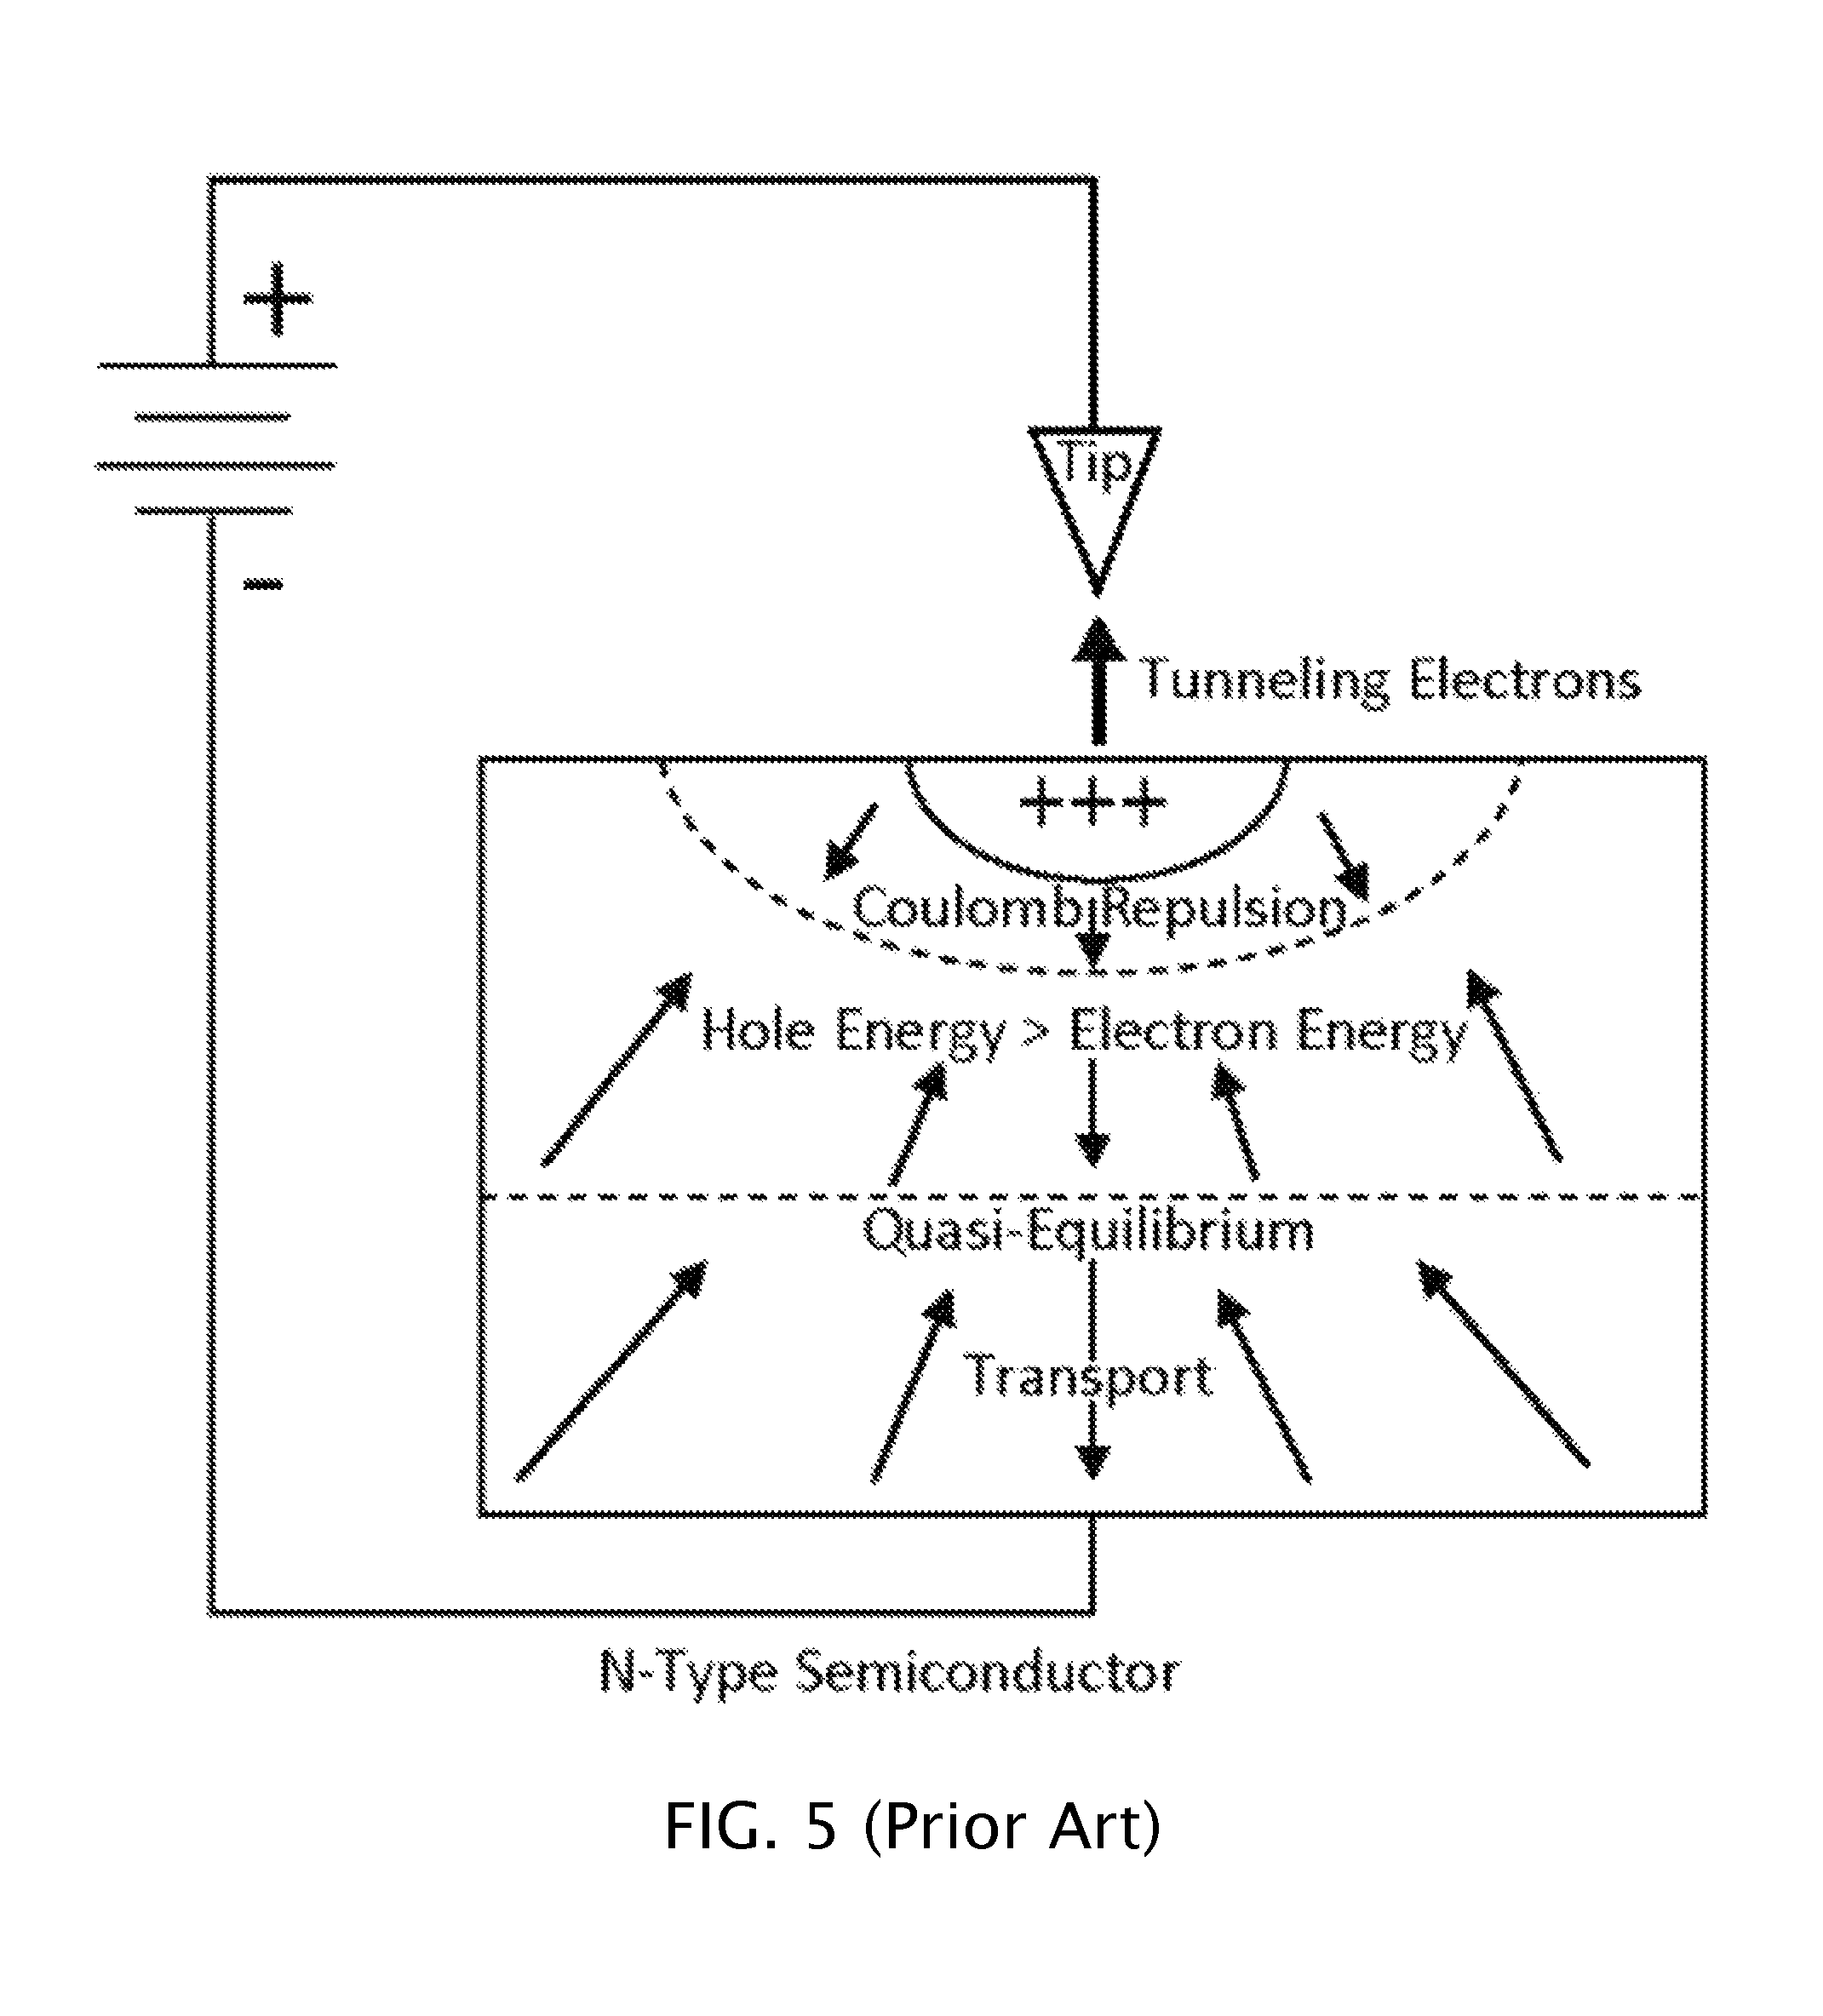 +
Tip
-
Tunneling Electrons
+++
Coulomb Repulsion
Hole Energy > Electron Energy
Quasi-Equilibrium
Transport
N-Type Semiconductor
FIG. 5 (Prior Art)